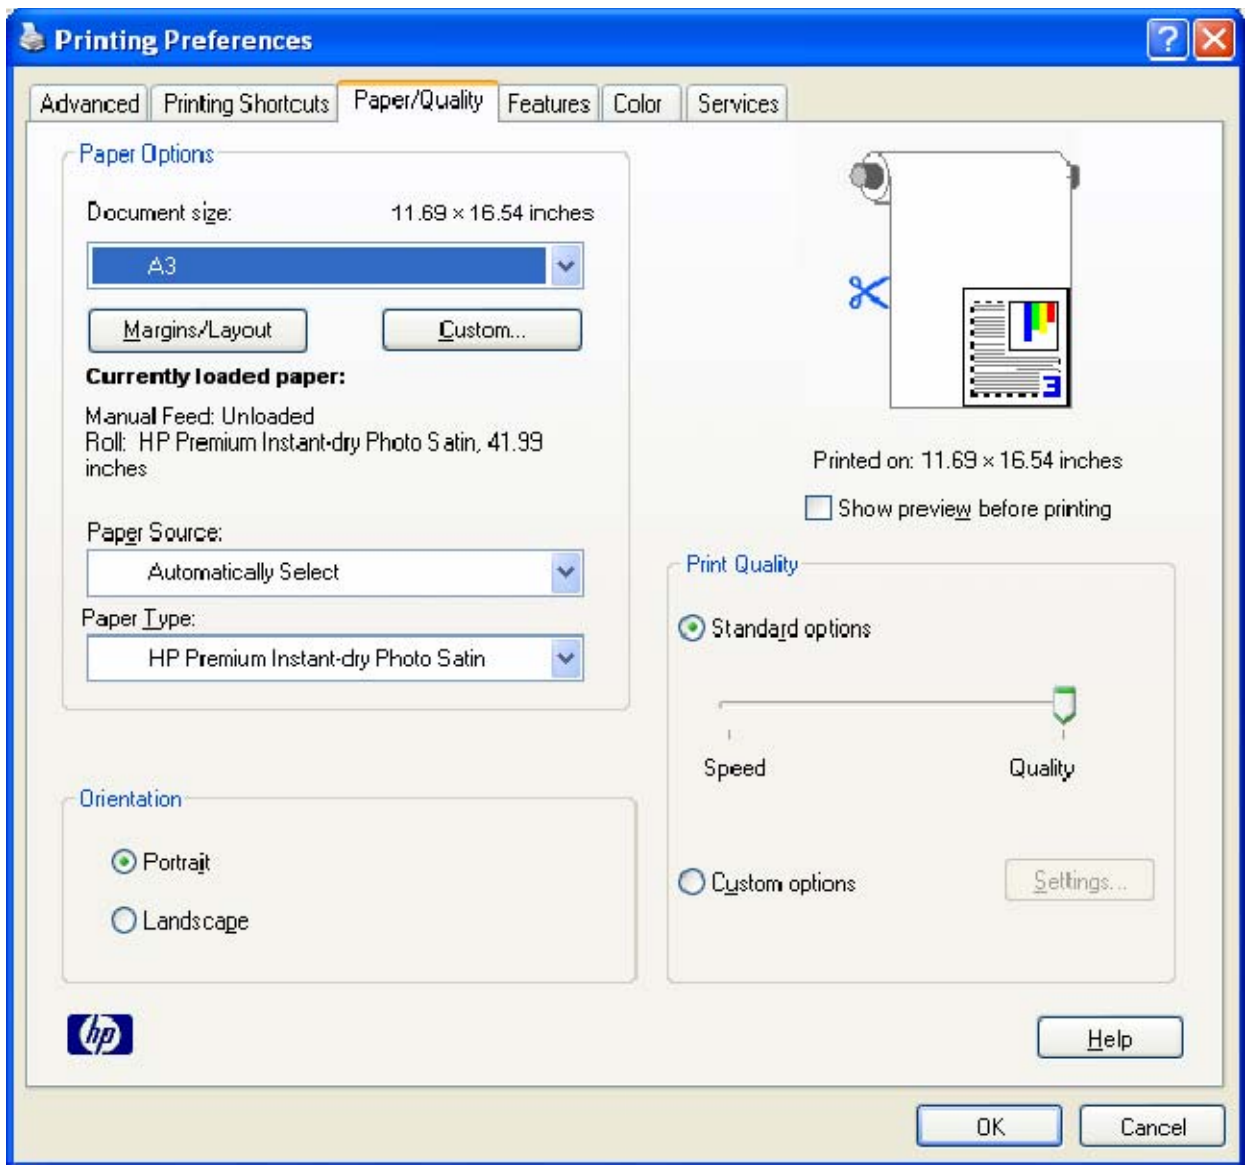 Printing Preferences
Advanced Printing Shortcuts Paper/Quality Features Color Services
Paper Options
Document size: 11.69 × 16.54 inches
A3
Margins/Layout Custom...
Currently loaded paper:
Manual Feed: Unloaded
Roll: HP Premium Instant-dry Photo Satin, 41.99
inches
Paper Source:
Automatically Select
Paper Type:
HP Premium Instant-dry Photo Satin
Orientation
Portrait
Landscape
3
Printed on: 11.69 × 16.54 inches
Show preview before printing
Print Quality
Standard options
Speed Quality
Custom options Settings...
hp
Help
OK Cancel